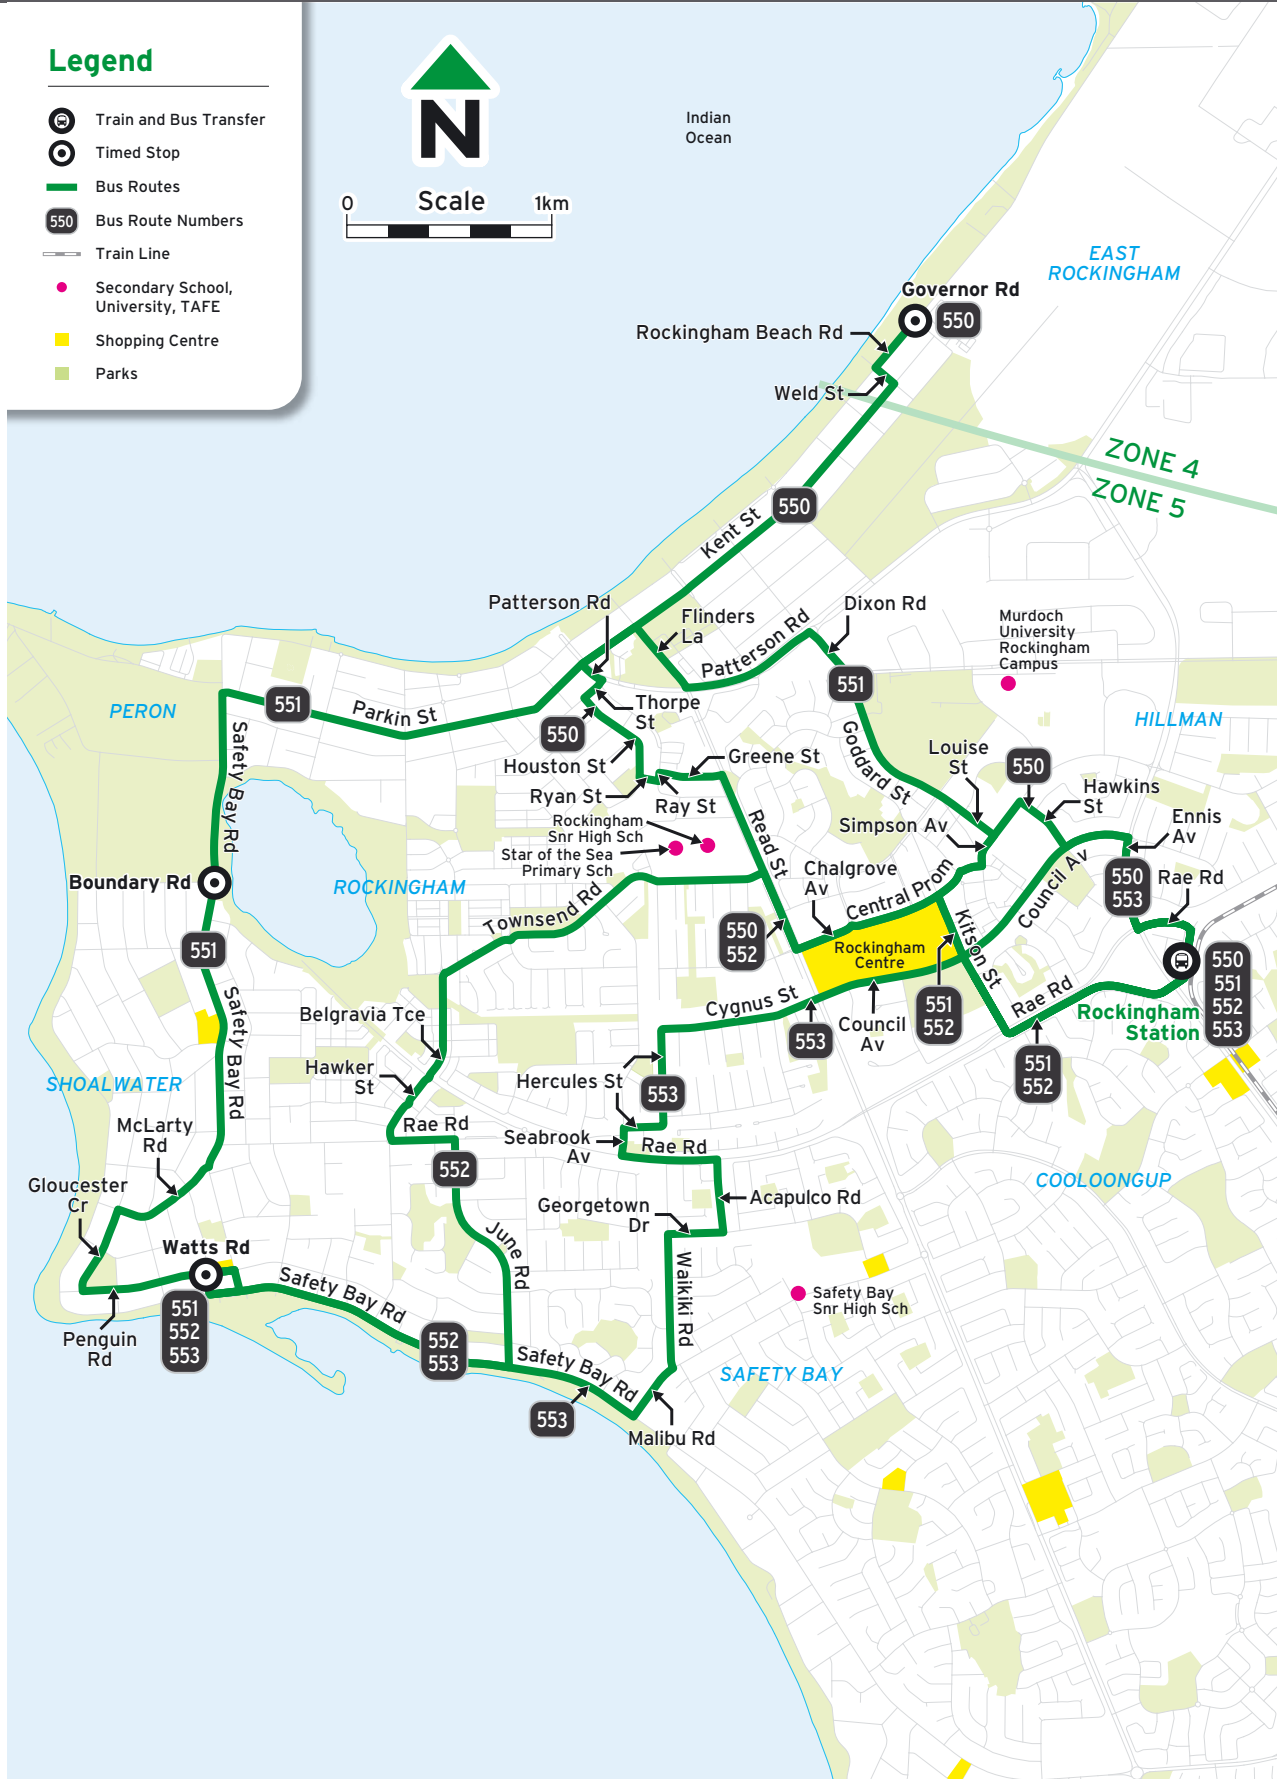 Legend
Train and Bus Transfer
Timed Stop
Bus Routes
550
Bus Route Numbers
Train Line
Secondary School,
University, TAFE
Shopping Centre
Parks
N
0
Scale
1km
Indian
Ocean
EAST
ROCKINGHAM
Governor Rd
550
Rockingham Beach Rd
Weld St
ZONE 4
ZONE 5
550
Kent St
Patterson Rd
Flinders
La
Patterson Rd
Dixon Rd
Murdoch
University
Rockingham
Campus
551
PERON
551
Parkin St
Thorpe
St
550
HILLMAN
Safety Bay Rd
Houston St
Greene St
Goddard St
Louise
St
550
Hawkins
St
Ryan St
Ray St
Rockingham
Snr High Sch
Star of the Sea
Primary Sch
Read St
Simpson Av
Ennis
Av
Boundary Rd
ROCKINGHAM
Chalgrove
Av
Central Prom
Council Av
550
553
Rae Rd
Townsend Rd
550
552
Rockingham
Centre
Kitson St
551
550
551
552
553
Safety Bay Rd
Cygnus St
Belgravia Tce
553
Council
Av
551
552
Rae Rd
Rockingham
Station
Hawker
St
Hercules St
551
552
SHOALWATER
553
McLarty
Rd
Rae Rd
Seabrook
Av
Rae Rd
552
Gloucester
Cr
COOLOONGUP
Georgetown
Dr
Acapulco Rd
Watts Rd
June Rd
Waikiki Rd
Safety Bay Rd
Safety Bay
Snr High Sch
551
552
553
Penguin
Rd
552
553
Safety Bay Rd
SAFETY BAY
553
Malibu Rd